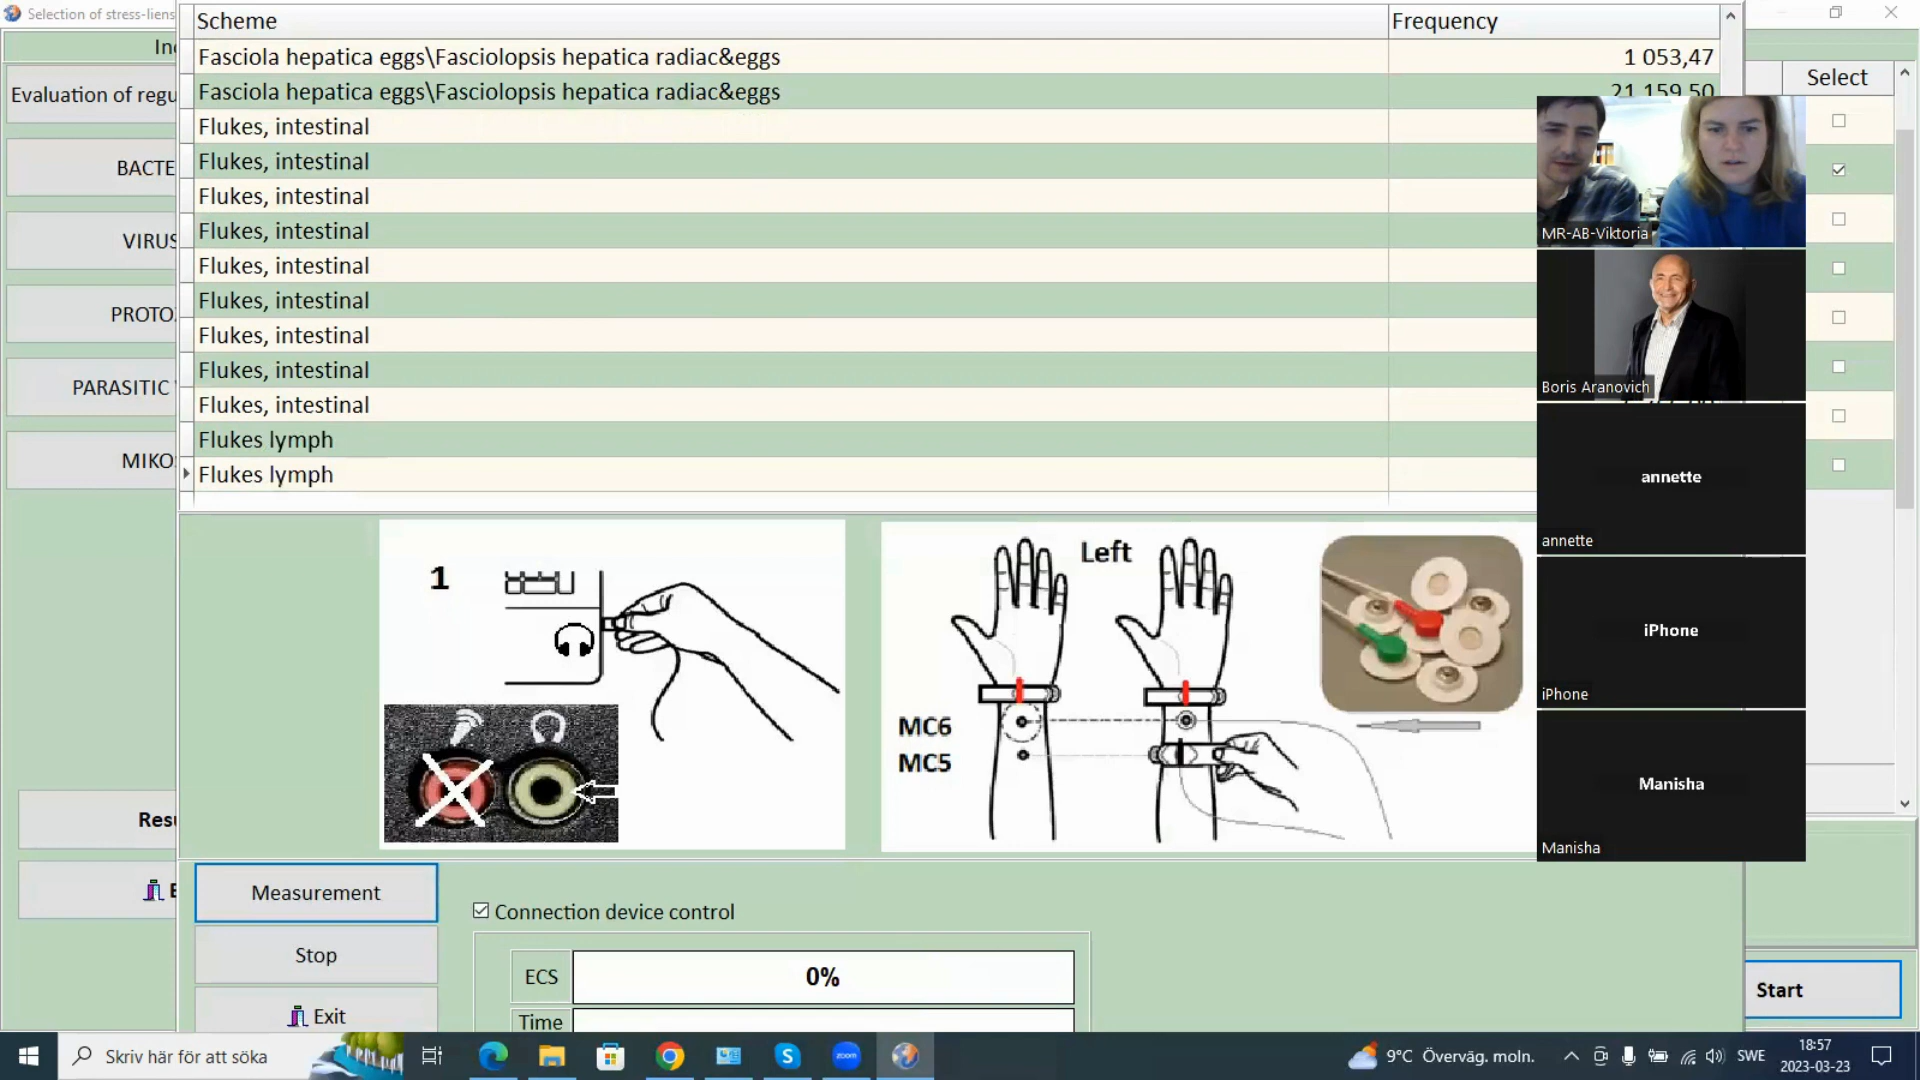 Selection of stress-liens
Scheme
Frequency
Fasciola hepatica eggs\Fasciolopsis hepatica radiac&eggs
1 053,47
Fasciola hepatica eggs\Fasciolopsis hepatica radiac&eggs
21 159,50
Flukes, intestinal
Flukes, intestinal
Flukes, intestinal
Flukes, intestinal
Flukes, intestinal
Flukes, intestinal
Flukes, intestinal
Flukes, intestinal
Flukes, intestinal
Flukes lymph
Flukes lymph
Evaluation of regu
BACTE
VIRUS
PROTO
PARASITIC
MIKO
Select
MR-AB-Viktoria
Boris Aranovich
annette
annette
iPhone
iPhone
Manisha
Manisha
1
Left
MC6
MC5
Measurement
Stop
Exit
Connection device control
ECS
0%
Time
Start
Skriv här för att söka
zoom
9°C Överväg. moln.
SWE
18:57
2023-03-23